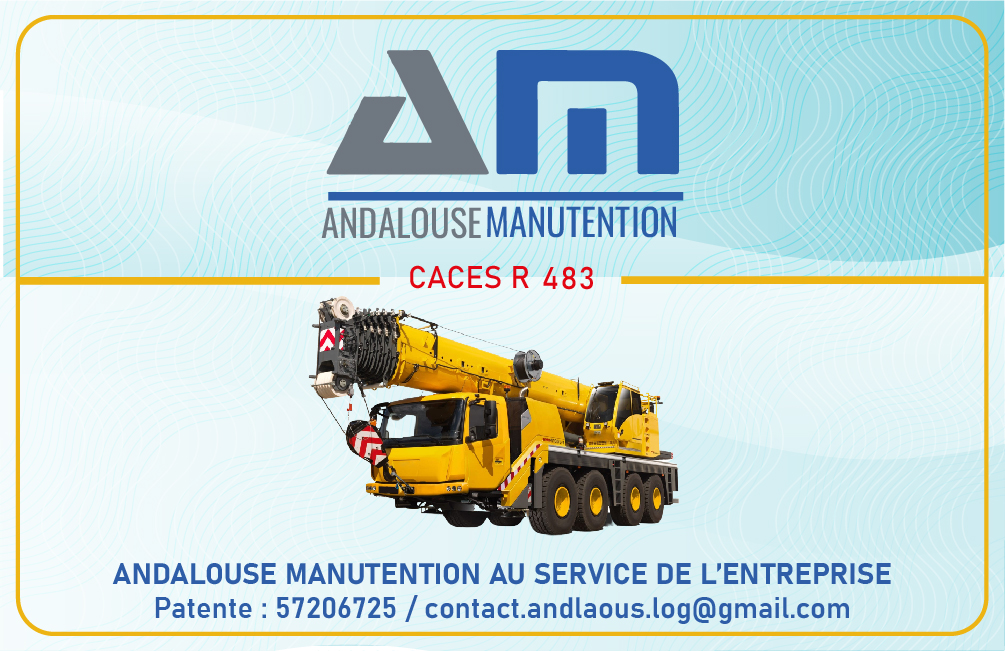 AM
ANDALOUSE MANUTENTION
CACES R 483
ANDALOUSE MANUTENTION AU SERVICE DE L’ENTREPRISE
Patente : 57206725 / contact.andlaous.log@gmail.com